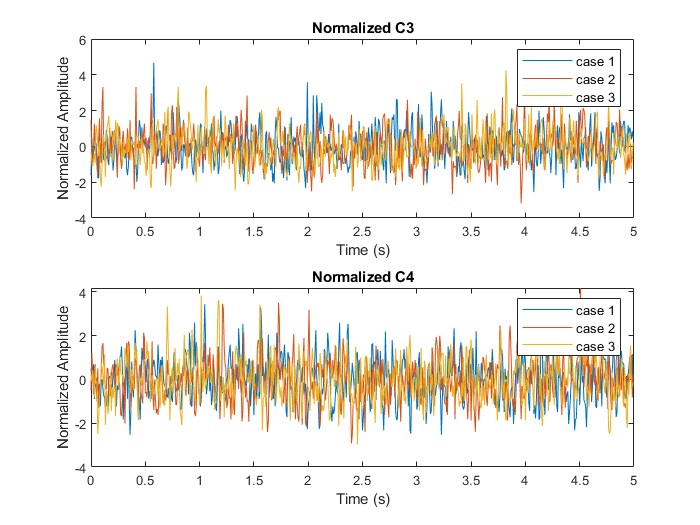 Normalized C3
Normalized Amplitude
6
4
2
0
-2
-4
case 1
case 2
case 3
0 0.5 1 1.5 2 2.5 3 3.5 4 4.5 5
Time (s)
Normalized C4
Normalized Amplitude
4
2
0
-2
-4
case 1
case 2
case 3
0 0.5 1 1.5 2 2.5 3 3.5 4 4.5 5
Time (s)